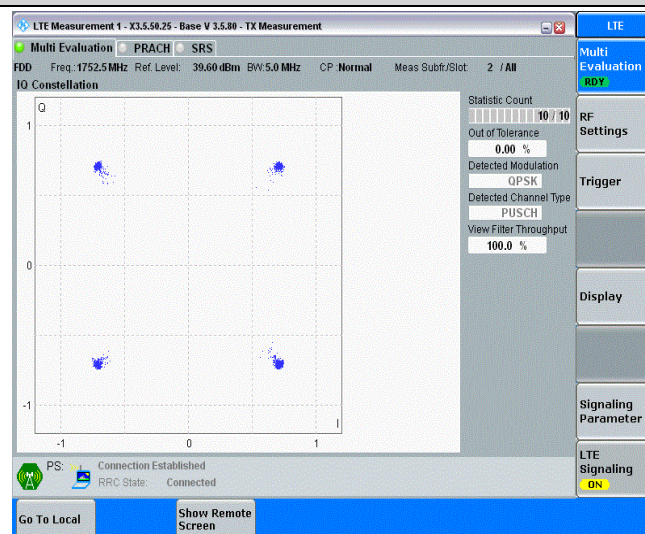 LTE Measurement 1 - X3.5.50.25 - Base V 3.5.80 - TX Measurement
LTE
Multi Evaluation PRACH SRS
FDD Freq.: 1752.5 MHz Ref. Level: 39.60 dBm BW: 5.0 MHz CP : Normal Meas Subfr./Slot: 2 / All
IQ Constellation
Q
1
0
-1
-1 0 1
I
Statistic Count
10 / 10
Out of Tolerance
0.00 %
Detected Modulation
QPSK
Detected Channel Type
PUSCH
View Filter Throughput
100.0 %
Multi
Evaluation
RDY
RF
Settings
Trigger
Display
Signaling
Parameter
LTE
Signaling
ON
PS: Connection Established
RRC State: Connected
Go To Local
Show Remote
Screen